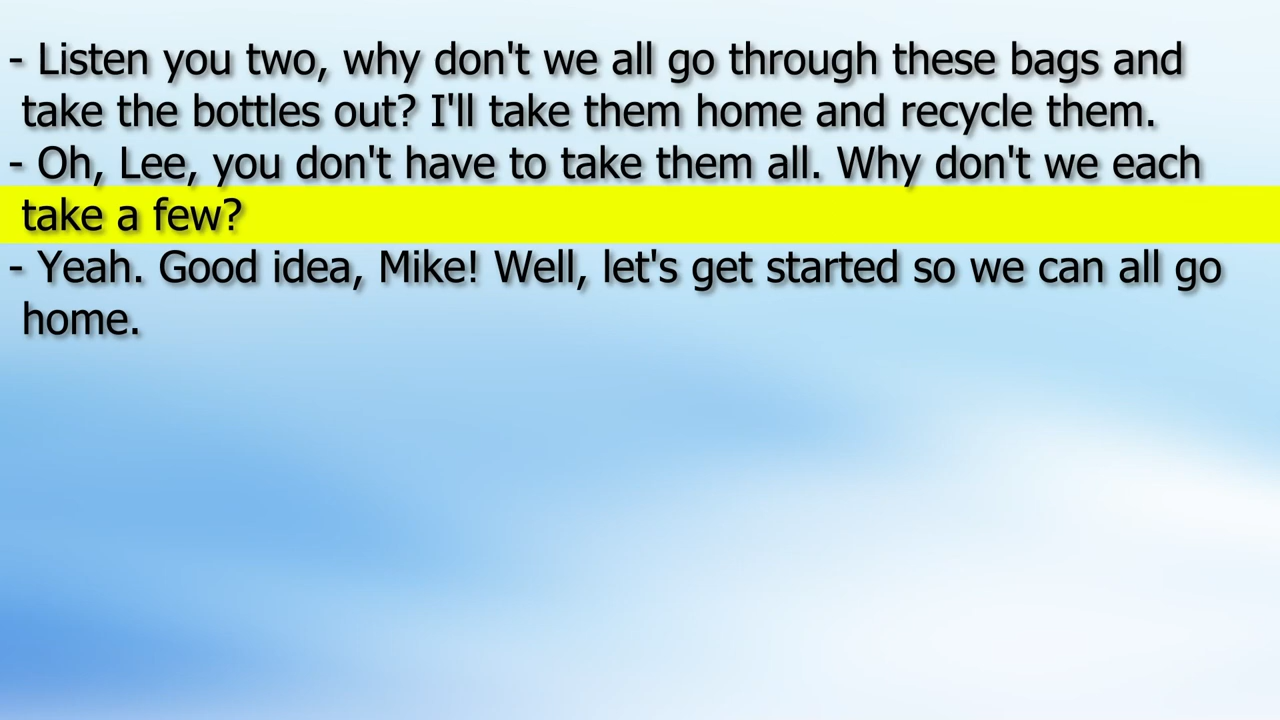 - Listen you two, why don't we all go through these bags and
take the bottles out? I'll take them home and recycle them.
- Oh, Lee, you don't have to take them all. Why don't we each
take a few?
- Yeah. Good idea, Mike! Well, let's get started so we can all go
home.